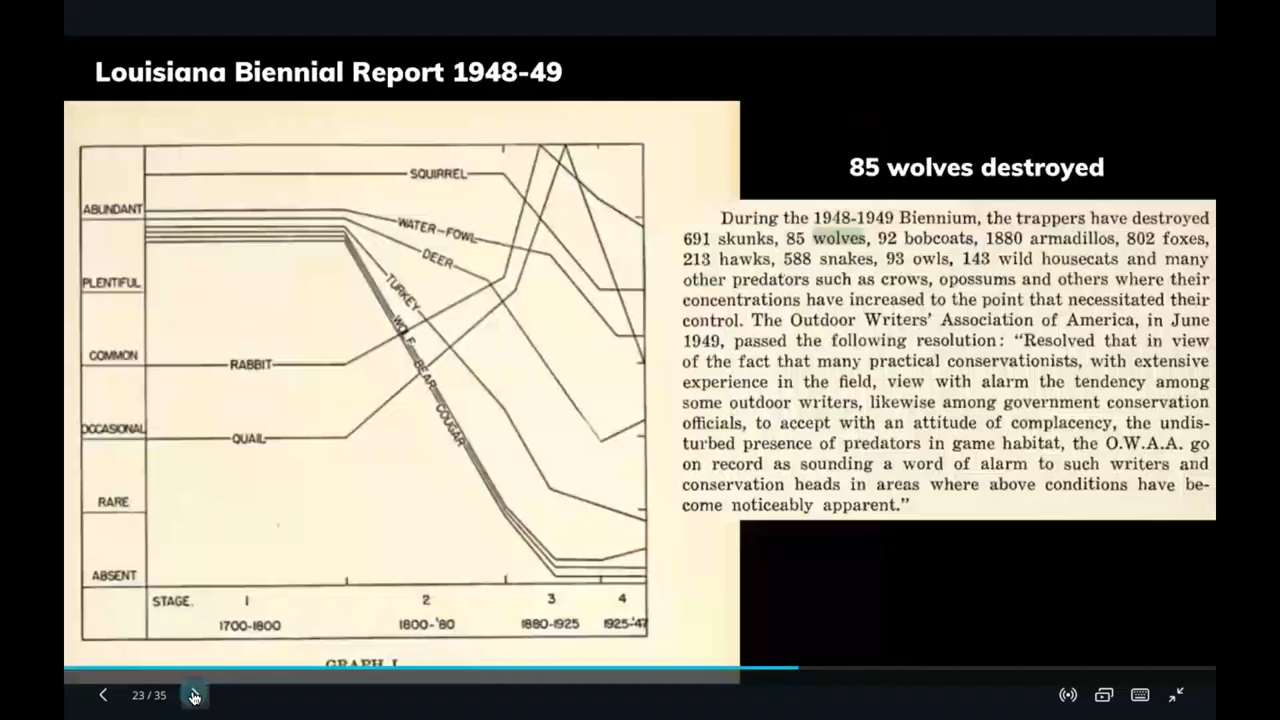 Louisiana Biennial Report 1948-49
SQUIRREL
ABUNDANT
WATER-FOWL
DEER
PLENTIFUL
TURKEY
WOLF
COMMON
RABBIT
BEAR
COUGAR
OCCASIONAL
QUAIL
RARE
ABSENT
STAGE. 1 2 3 4
1700-1800 1800-'80 1880-1925 1925-'47
GRAPH I
85 wolves destroyed
During the 1948-1949 Biennium, the trappers have destroyed
691 skunks, 85 wolves, 92 bobcoats, 1880 armadillos, 802 foxes,
213 hawks, 588 snakes, 93 owls, 143 wild housecats and many
other predators such as crows, opossums and others where their
concentrations have increased to the point that necessitated their
control. The Outdoor Writers' Association of America, in June
1949, passed the following resolution: "Resolved that in view
of the fact that many practical conservationists, with extensive
experience in the field, view with alarm the tendency among
some outdoor writers, likewise among government conservation
officials, to accept with an attitude of complacency, the undis-
turbed presence of predators in game habitat, the O.W.A.A. go
on record as sounding a word of alarm to such writers and
conservation heads in areas where above conditions have be-
come noticeably apparent."
23 / 35